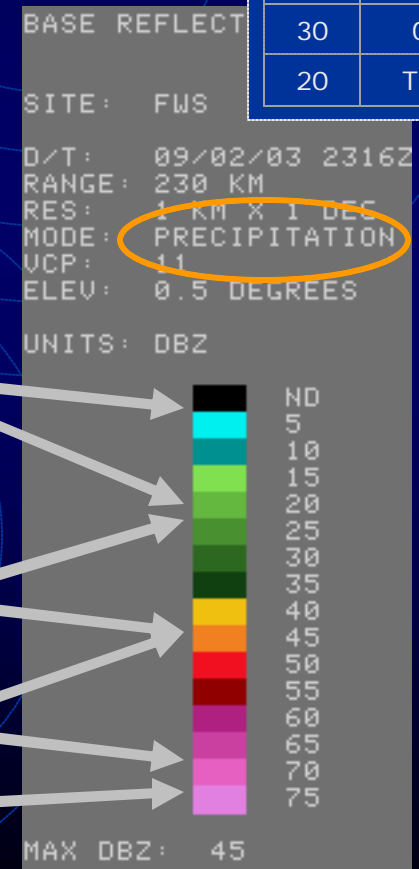 BASE REFLECT
30
20 T
SITE: FWS
D/T: 09/02/03 2316Z
RANGE: 230 KM
RES: 1 KM X 1 DEG
MODE: PRECIPITATION
VCP: 11
ELEV: 0.5 DEGREES
UNITS: DBZ
ND
5
10
15
20
25
30
35
40
45
50
55
60
65
70
75
MAX DBZ: 45